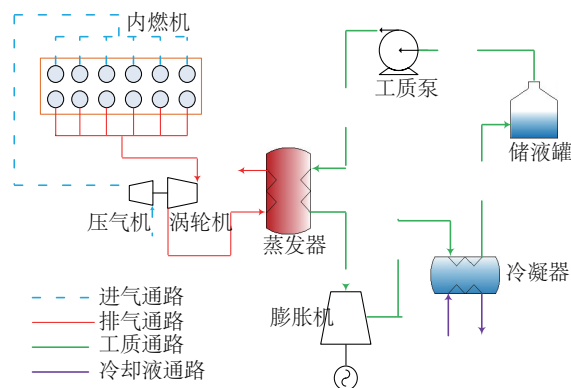 内燃机
工质泵
储液罐
压气机
涡轮机
蒸发器
冷凝器
膨胀机
进气通路
排气通路
工质通路
冷却液通路